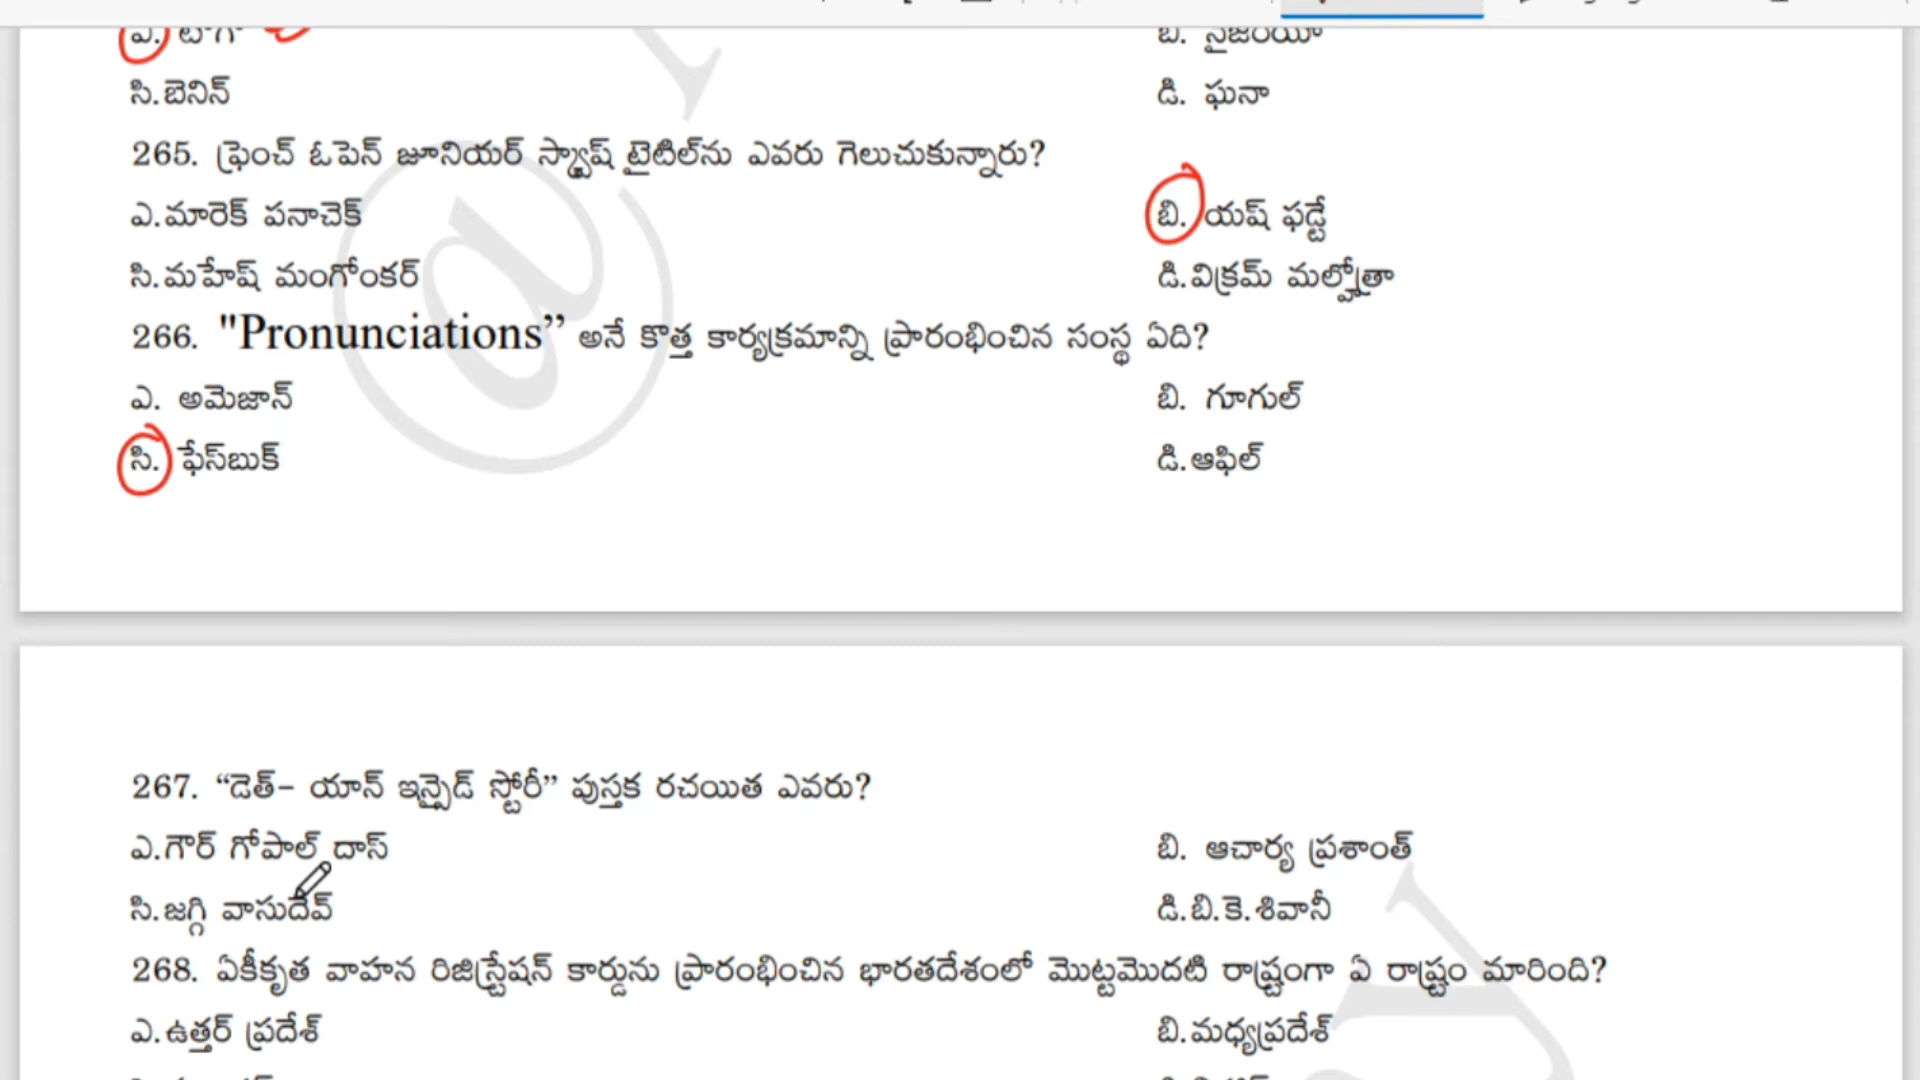 ఎ. టోగో బి. నైజీరియా
సి.బెనిన్ డి. ఘనా
265. ఫ్రెంచ్ ఓపెన్ జూనియర్ స్క్వాష్ టైటిల్‌ను ఎవరు గెలుచుకున్నారు?
ఎ.మారెక్ పనాచెక్ బి. యష్ ఫడ్టే
సి.మహేష్ మంగోంకర్ డి.విక్రమ్ మల్హోత్రా
266. "Pronunciations” అనే కొత్త కార్యక్రమాన్ని ప్రారంభించిన సంస్థ ఏది?
ఎ. అమెజాన్ బి. గూగుల్
సి. ఫేస్‌బుక్ డి.ఆఫిల్
267. “డెత్- యాన్ ఇన్సైడ్ స్టోరీ” పుస్తక రచయిత ఎవరు?
ఎ.గౌర్ గోపాల్ దాస్ బి. ఆచార్య ప్రశాంత్
సి.జగ్గి వాసుదేవ్ డి.బి.కె.శివానీ
268. ఏకీకృత వాహన రిజిస్ట్రేషన్ కార్డును ప్రారంభించిన భారతదేశంలో మొట్టమొదటి రాష్ట్రంగా ఏ రాష్ట్రం మారింది?
ఎ.ఉత్తర్ ప్రదేశ్ బి.మధ్యప్రదేశ్